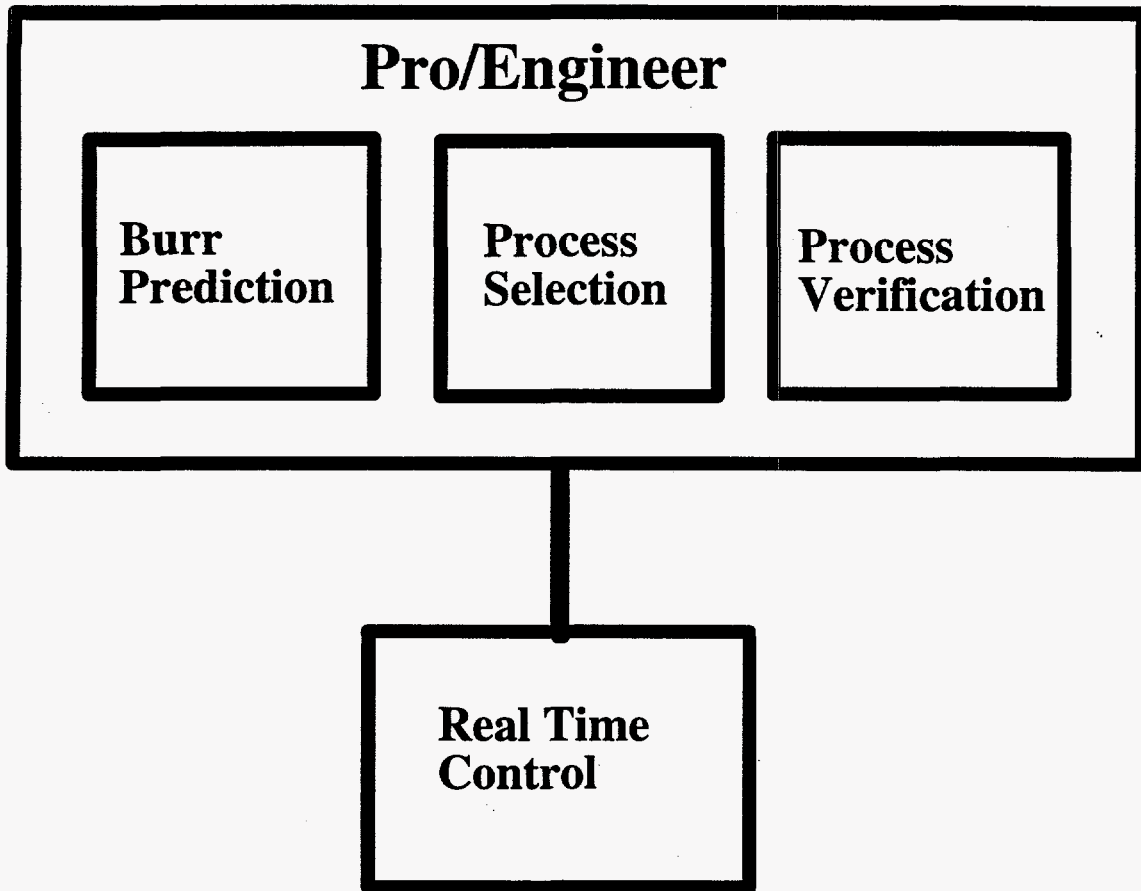 Pro/Engineer
Burr
Prediction
Process
Selection
Process
Verification
Real Time
Control